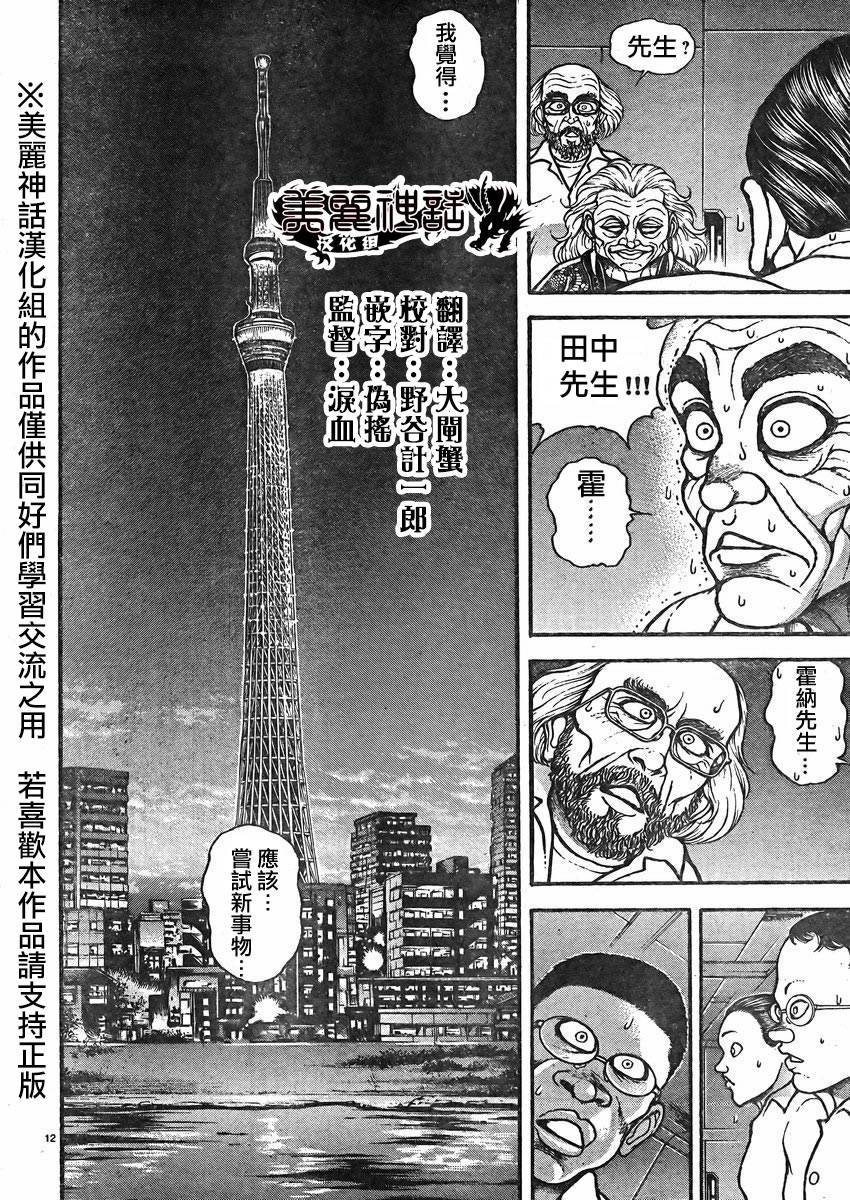 先生？
田中
先生!!!
霍……
霍納先生…
我覺得…
美麗神話
汉化组
翻譯…大閘蟹
校對…野谷計一郎
嵌字…偽搖
監督…淚血
應該…
嘗試新事物…
※美麗神話漢化組的作品僅供同好們學習交流之用　若喜歡本作品請支持正版
12